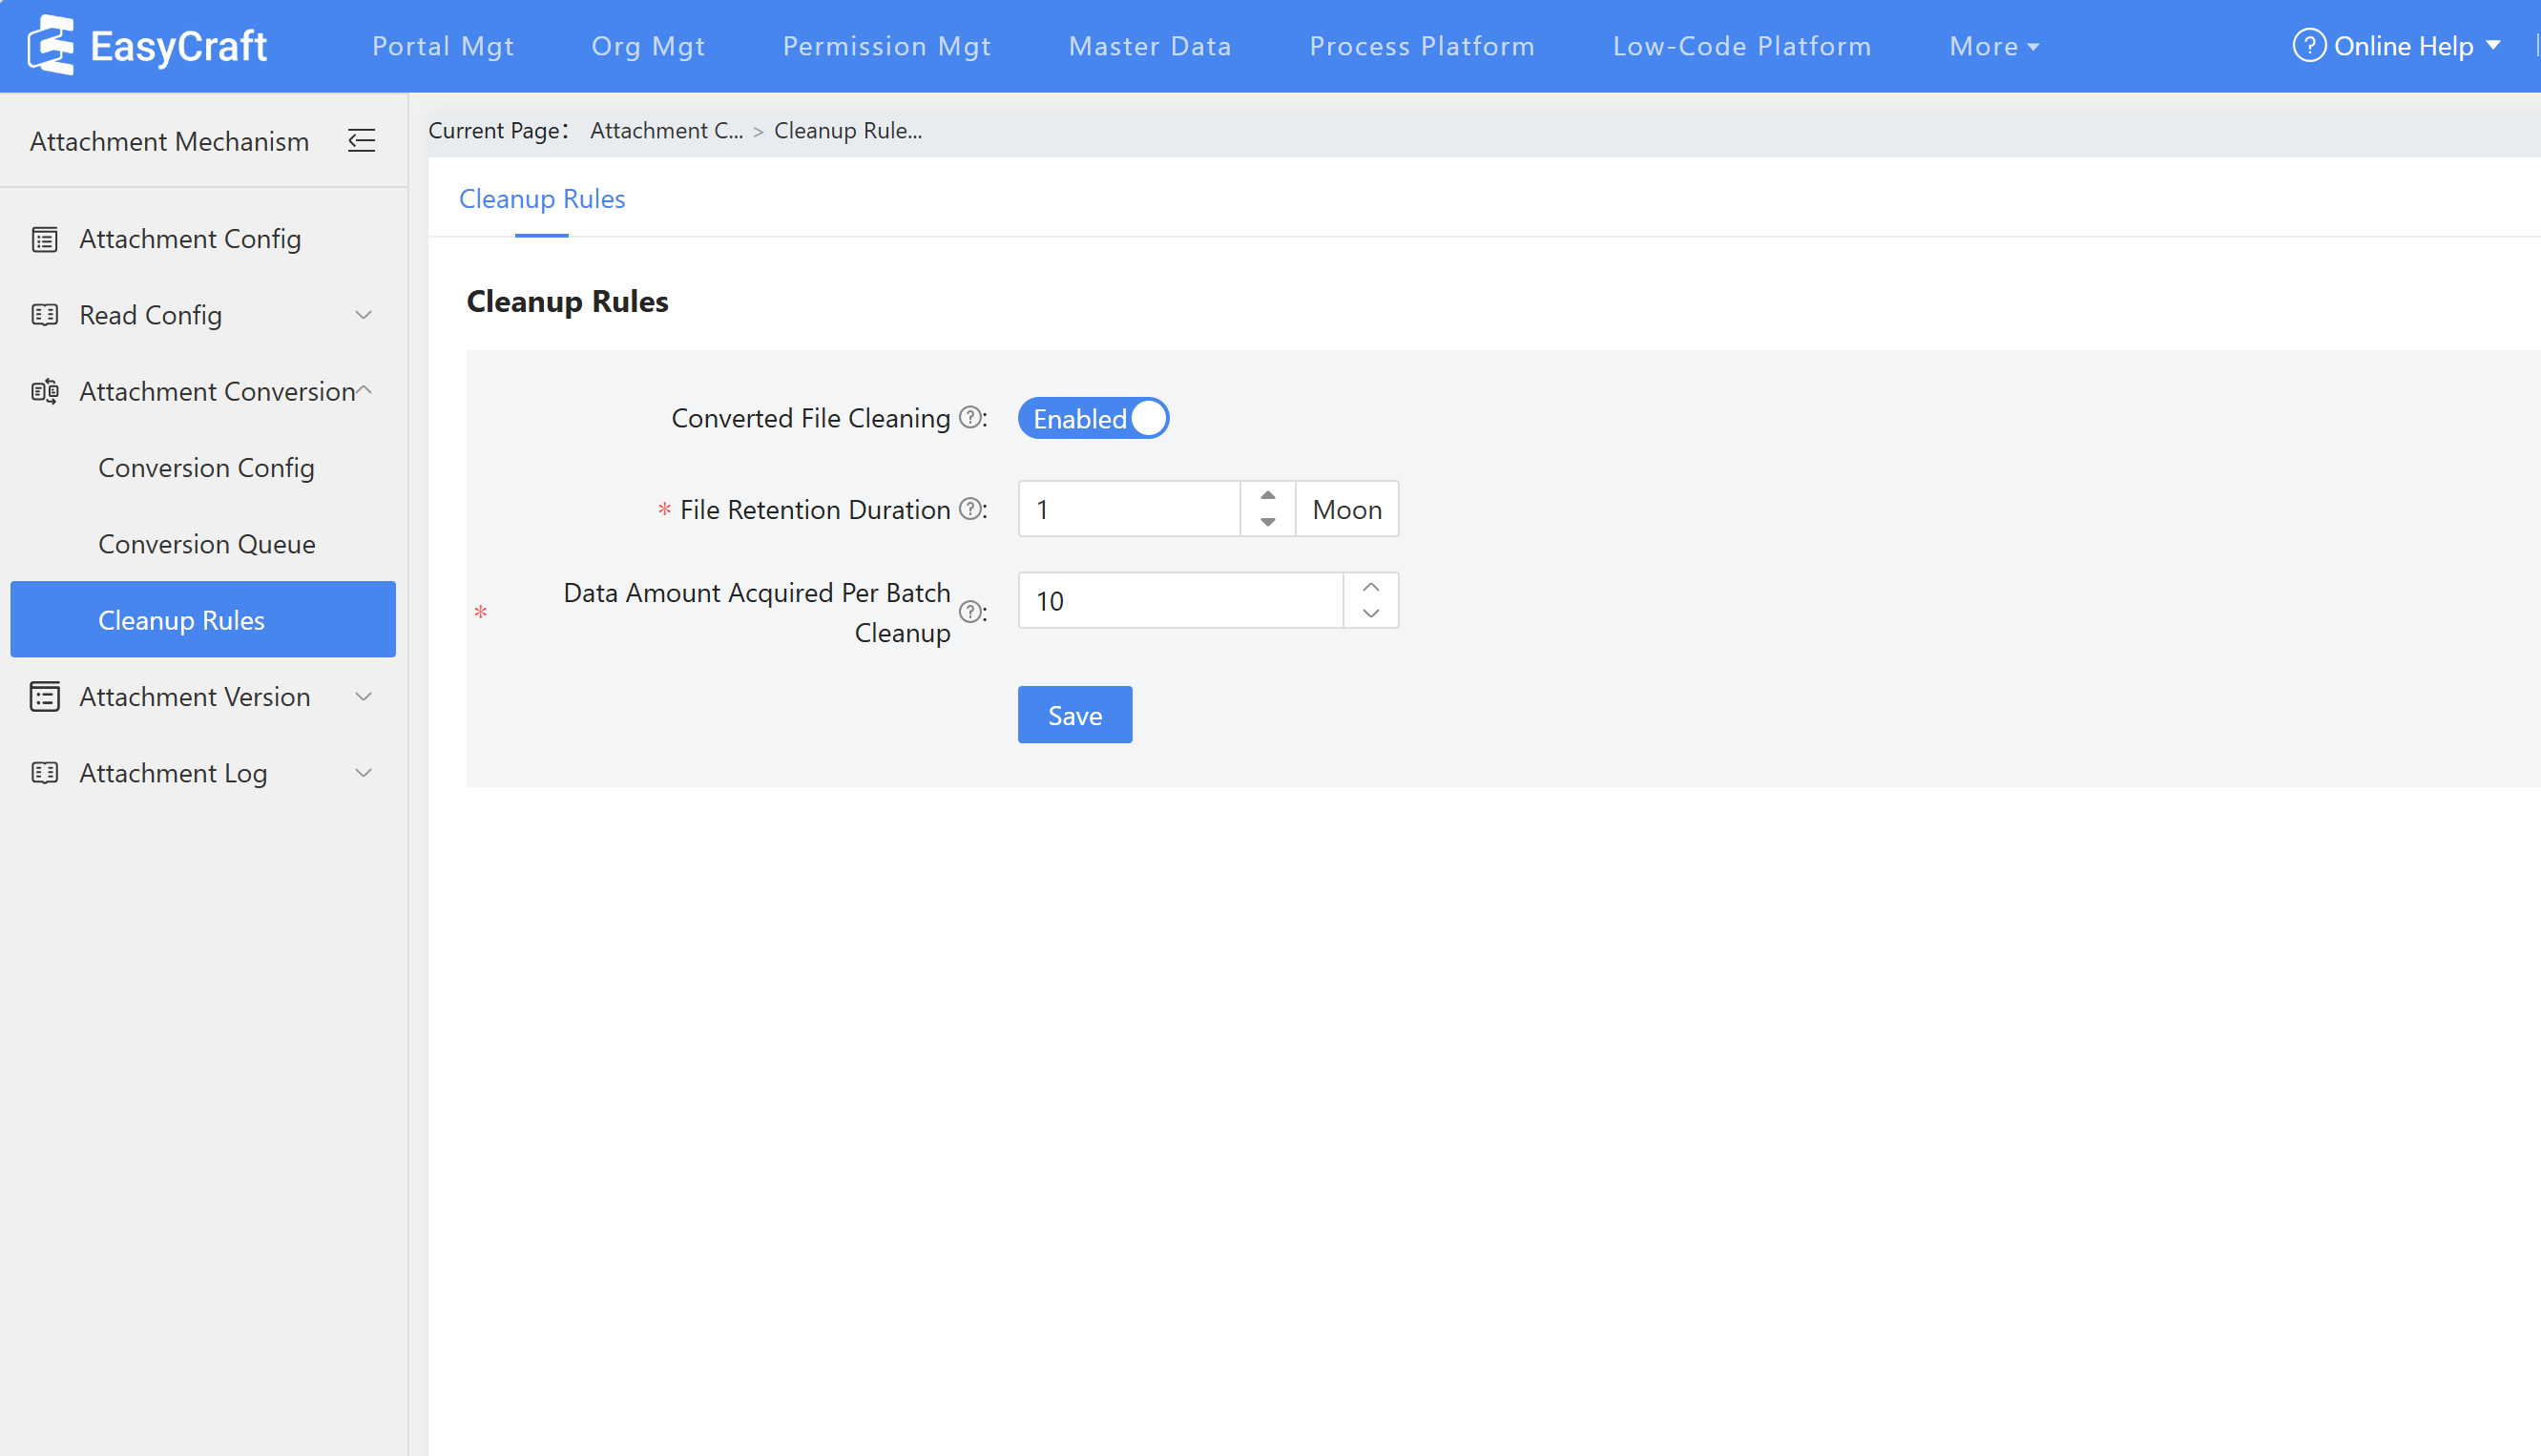 EasyCraft
Portal Mgt
Org Mgt
Permission Mgt
Master Data
Process Platform
Low-Code Platform
More
Online Help
Attachment Mechanism
Attachment Config
Read Config
Attachment Conversion
Conversion Config
Conversion Queue
Cleanup Rules
Attachment Version
Attachment Log
Current Page： Attachment C... > Cleanup Rule...
Cleanup Rules
Cleanup Rules
Converted File Cleaning ?: Enabled
* File Retention Duration ?: 1 Moon
* Data Amount Acquired Per Batch
Cleanup ?: 10
Save